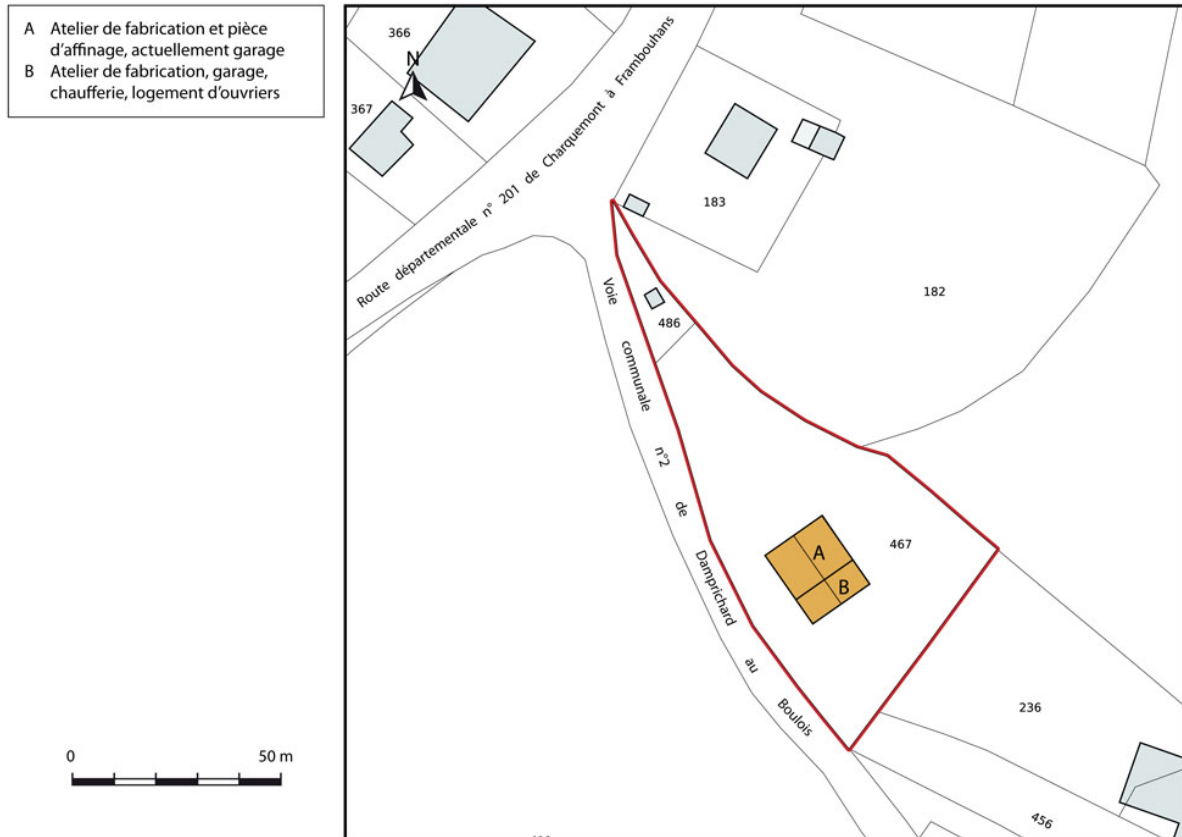 A Atelier de fabrication et pièce
d'affinage, actuellement garage
B Atelier de fabrication, garage,
chaufferie, logement d'ouvriers
366
N
367
Route départementale n° 201 de Charquemont à Frambouhans
183
182
486
Voie communale n°2 de Damprichard au Boulois
A
467
B
236
456
0 50 m